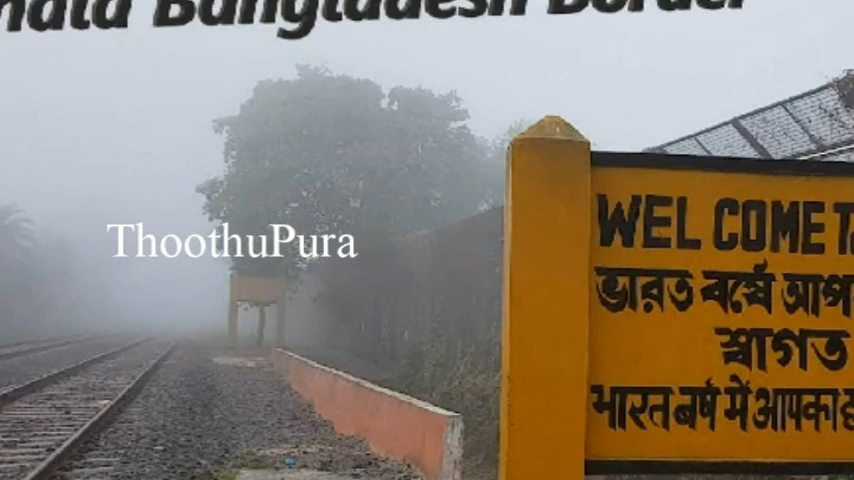 Bangladesh Border
ThoothuPura
WEL COME
ভারত বর্ষে
স্বাগত
भारत बर्ष में आपका